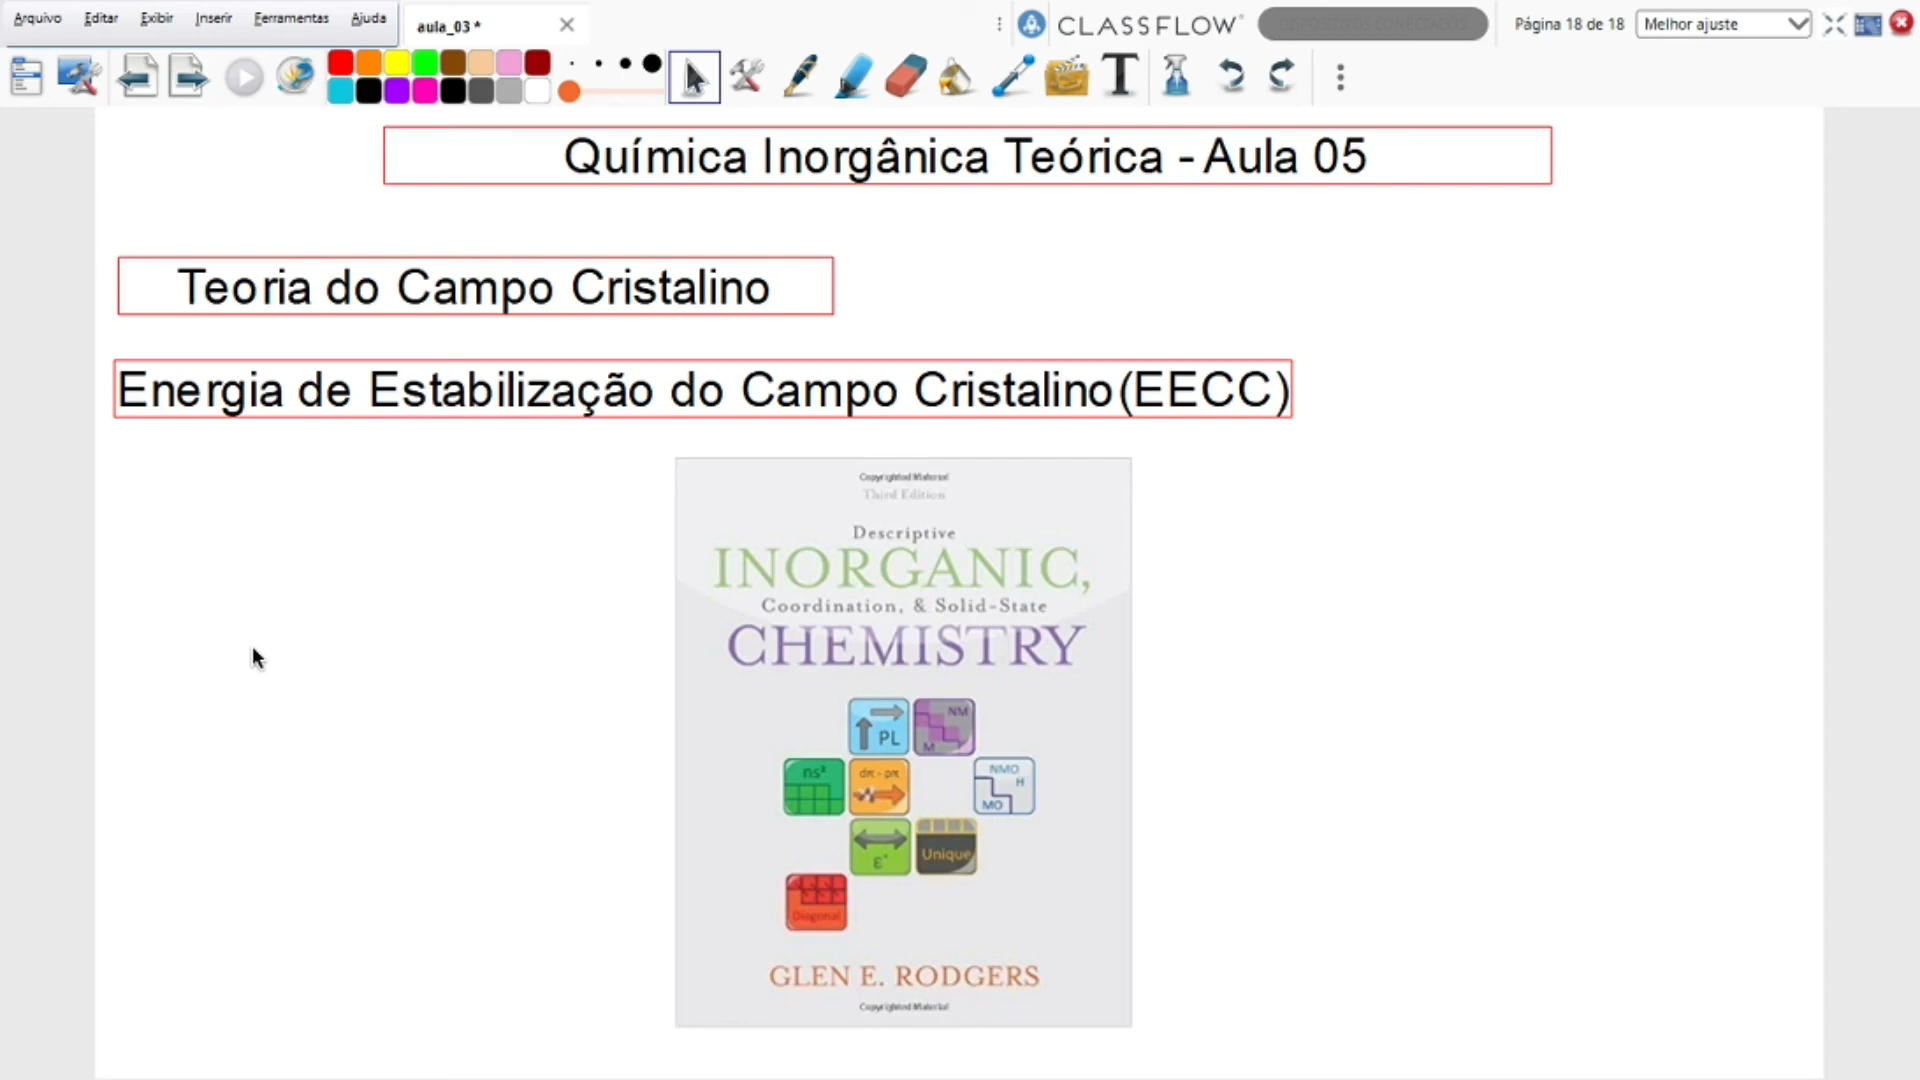 Arquivo Editar Exibir Inserir Ferramentas Ajuda
aula_03 *
CLASSFLOW
Página 18 de 18
Melhor ajuste
T
Química Inorgânica Teórica - Aula 05
Teoria do Campo Cristalino
Energia de Estabilização do Campo Cristalino(EECC)
Copyrighted Material
Third Edition
Descriptive
INORGANIC,
Coordination, & Solid-State
CHEMISTRY
PL
NM
M
ns²
dπ - pπ
NMO
H
MO
Unique
Diagonal
GLEN E. RODGERS
Copyrighted Material